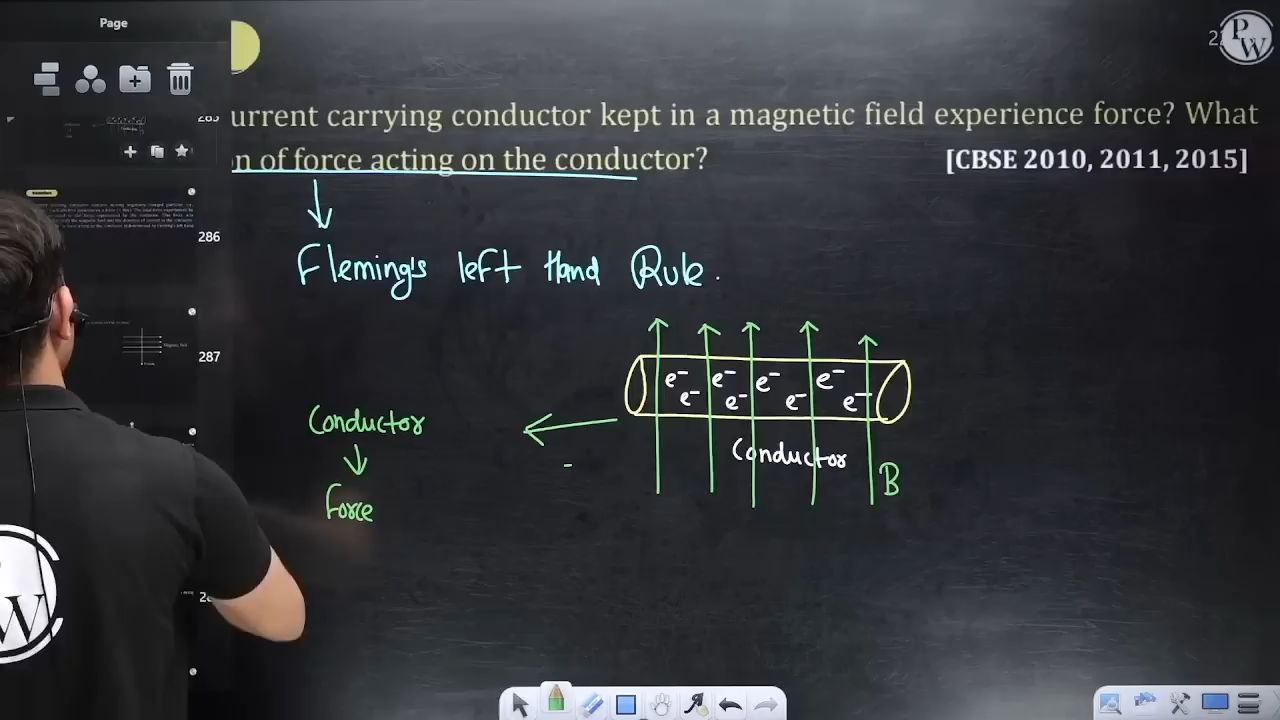 Page
urrent carrying conductor kept in a magnetic field experience force? What
n of force acting on the conductor?
[CBSE 2010, 2011, 2015]
286
287
Fleming's left Hand Rule.
e⁻ e⁻ e⁻ e⁻
e⁻ e⁻ e⁻ e⁻
Conductor
B
Conductor
Force
PW
W